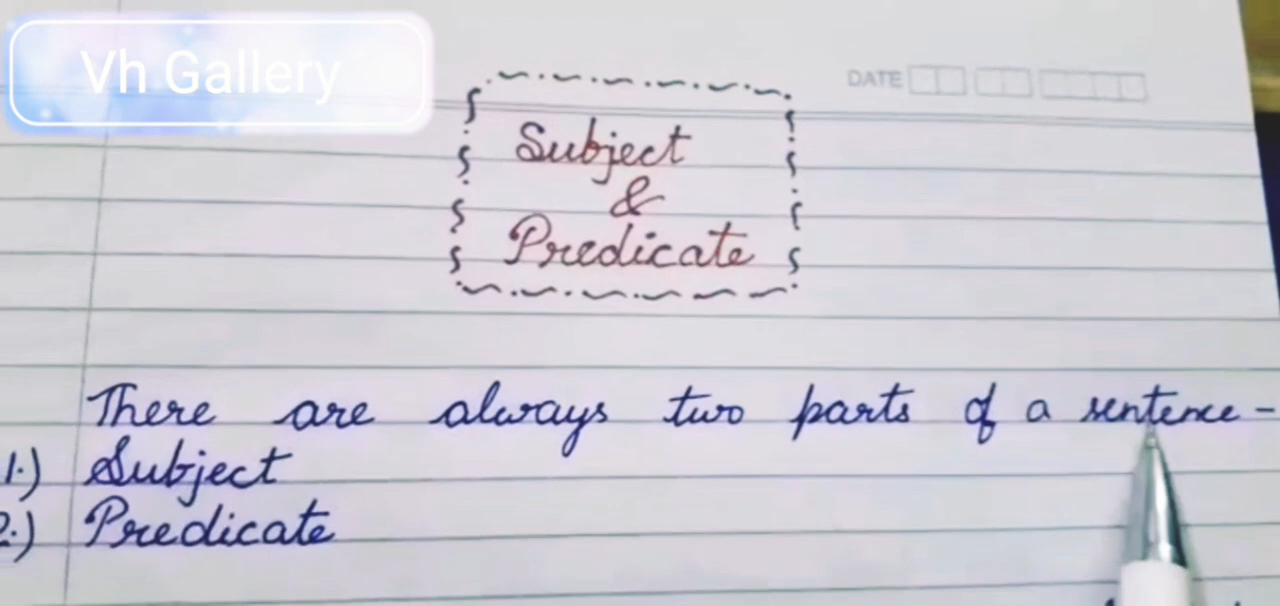 Vh Gallery
DATE
Subject
&
Predicate
There are always two parts of a sentence -
1.) Subject
2.) Predicate